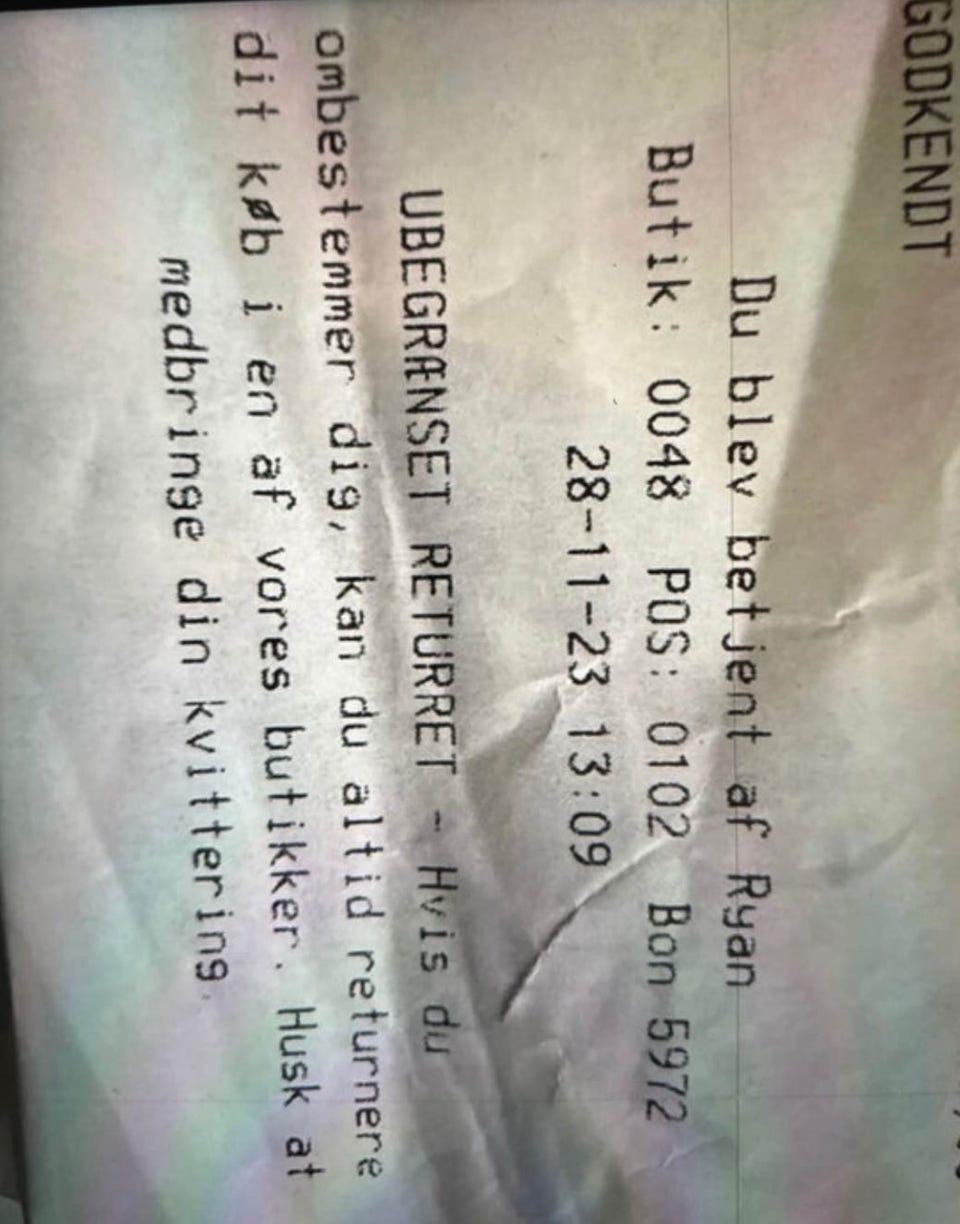 GODKENDT
Du blev betjent af Ryan
Butik: 0048 POS: 0102 Bon 5972
28-11-23 13:09
UBEGRÆNSET RETURRET - Hvis du
ombestemmer dig, kan du altid returnere
dit køb i en af vores butikker. Husk at
medbringe din kvittering.